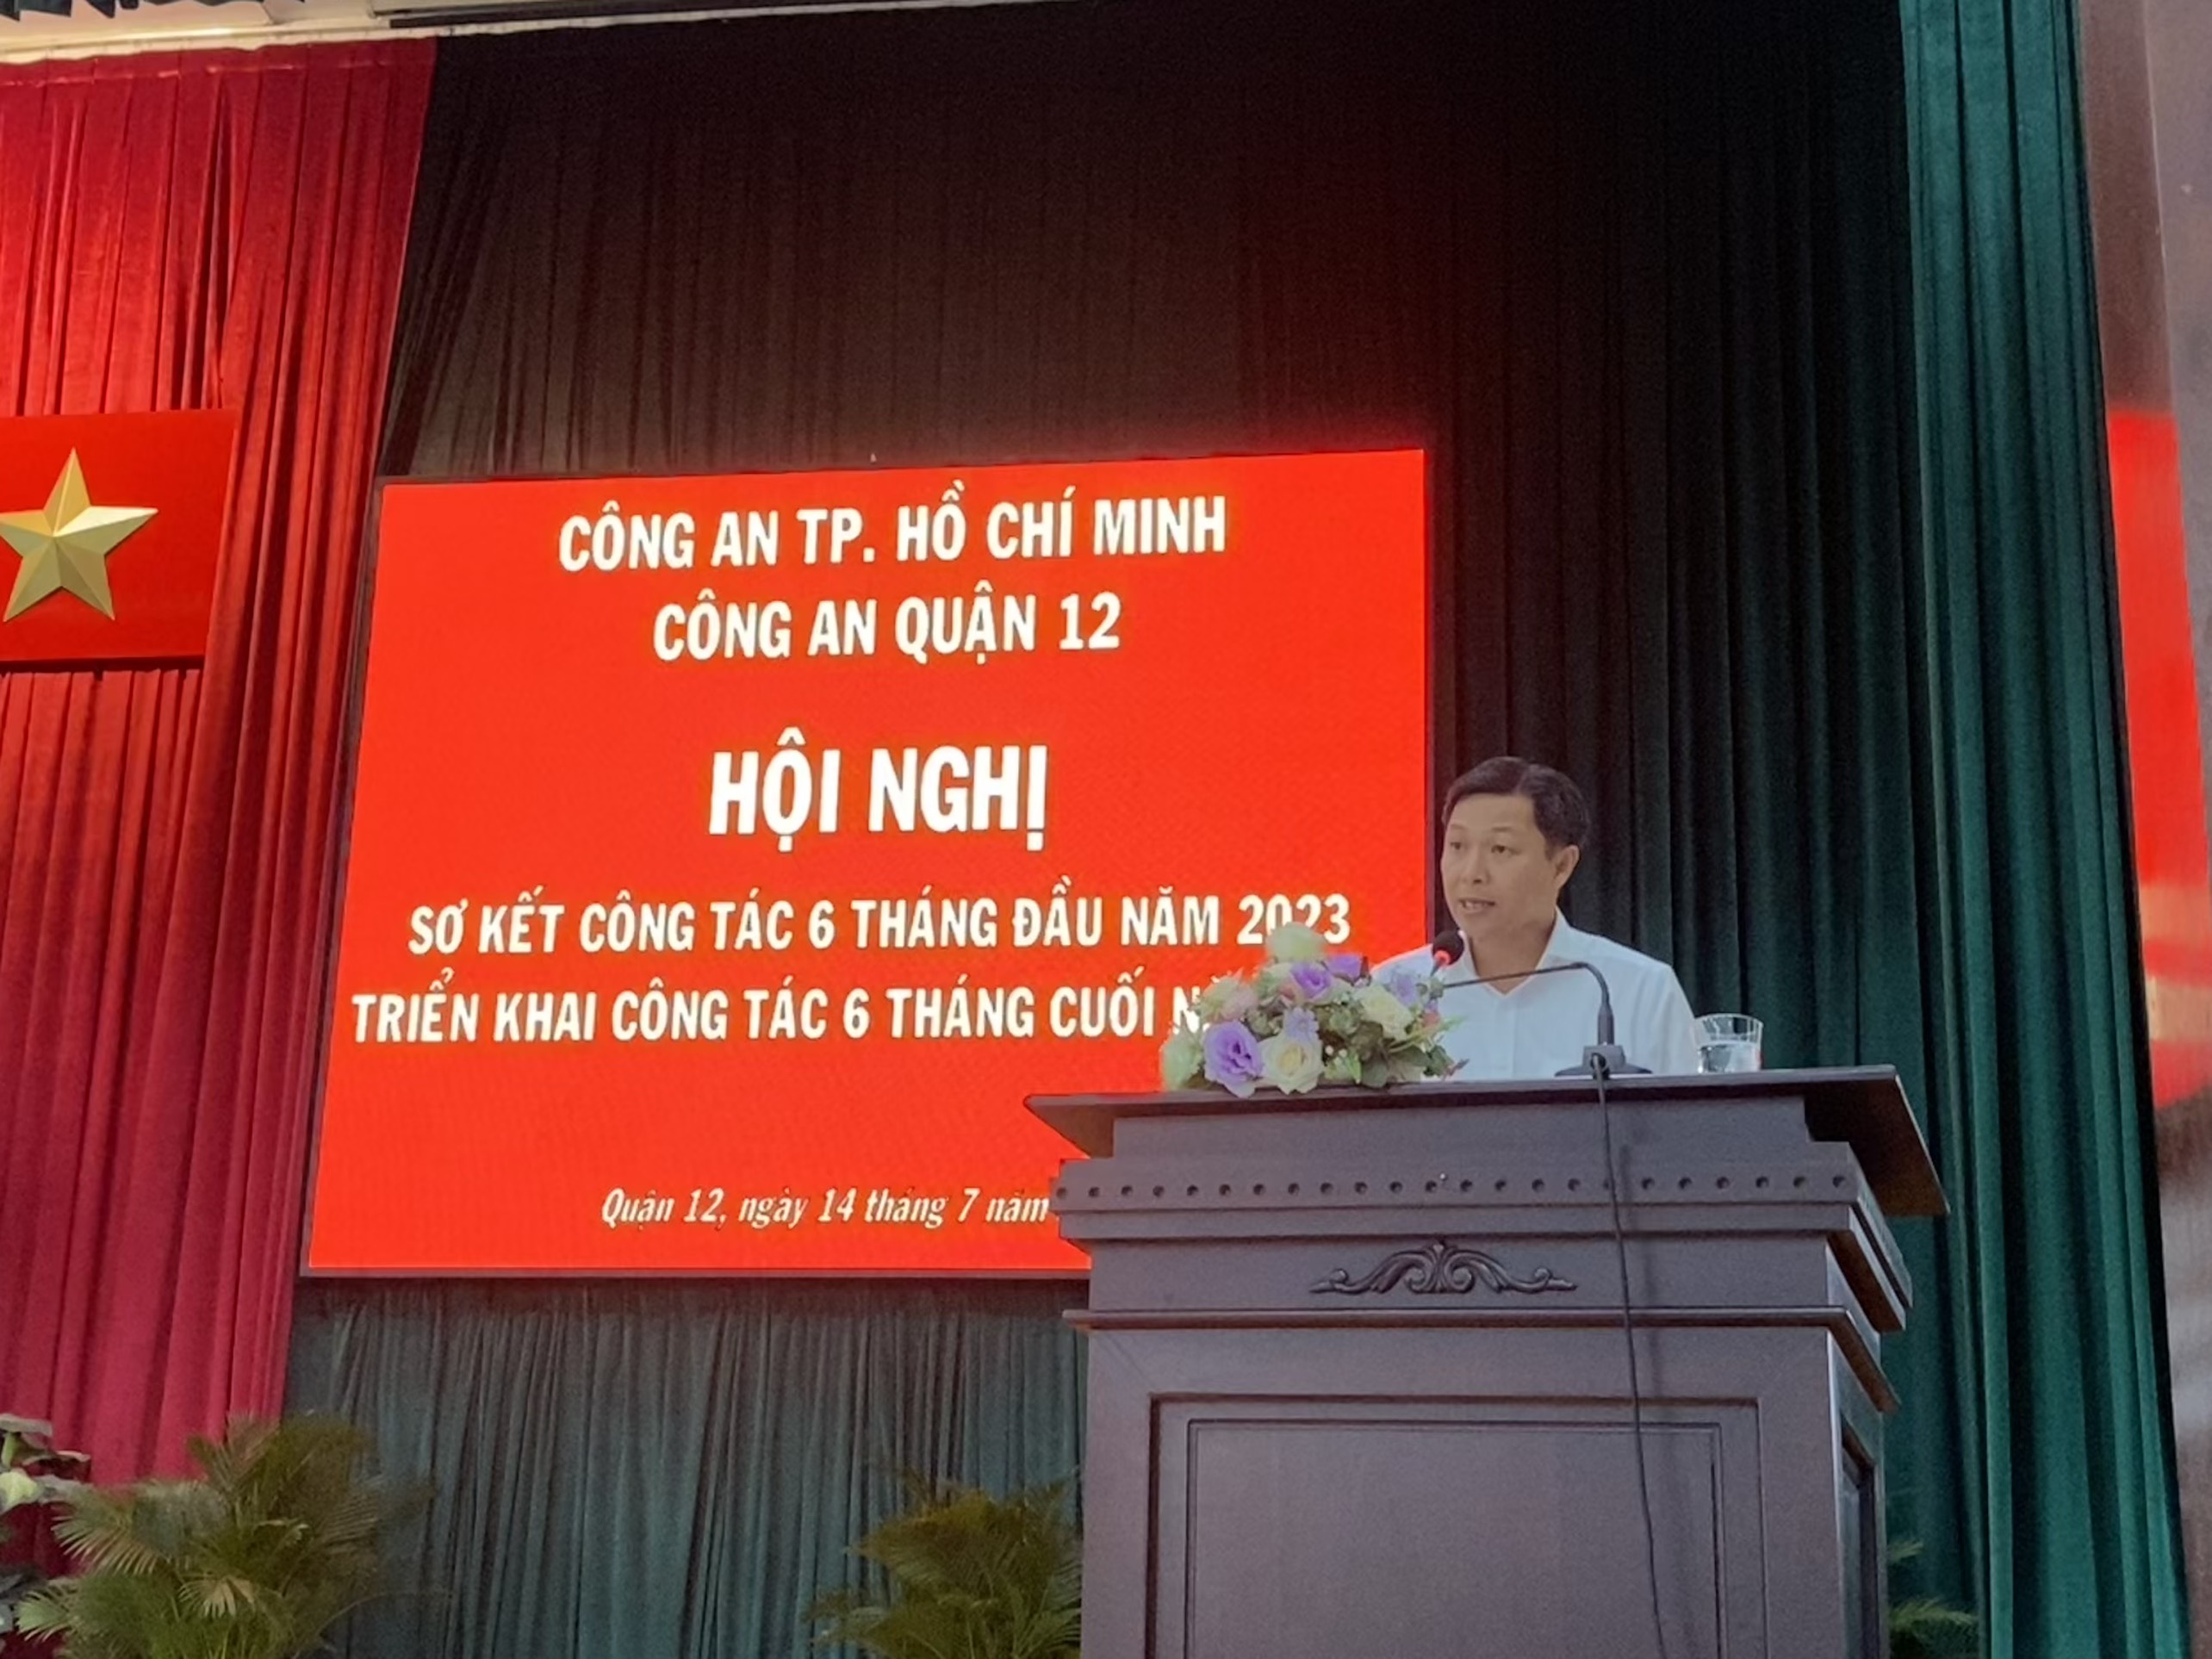 CÔNG AN TP. HỒ CHÍ MINH
CÔNG AN QUẬN 12
HỘI NGHỊ
SƠ KẾT CÔNG TÁC 6 THÁNG ĐẦU NĂM 2023
TRIỂN KHAI CÔNG TÁC 6 THÁNG CUỐI
Quận 12, ngày 14 tháng 7 năm